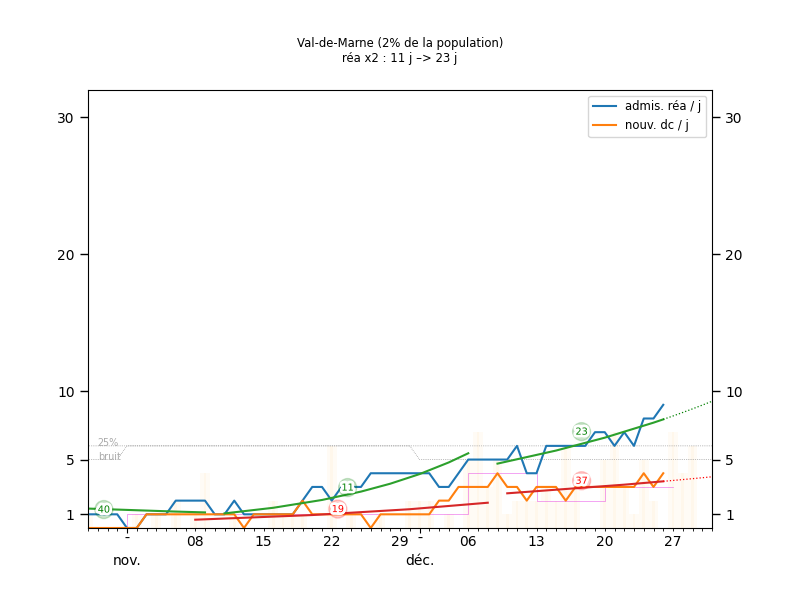 Val-de-Marne (2% de la population)
réa x2 : 11 j –> 23 j
admis. réa / j
nouv. dc / j
30 30
20 20
10 10
5 5
1 1
25%
bruit
40
11
19
23
37
- 08 15 22 29 - 06 13 20 27
nov. déc.